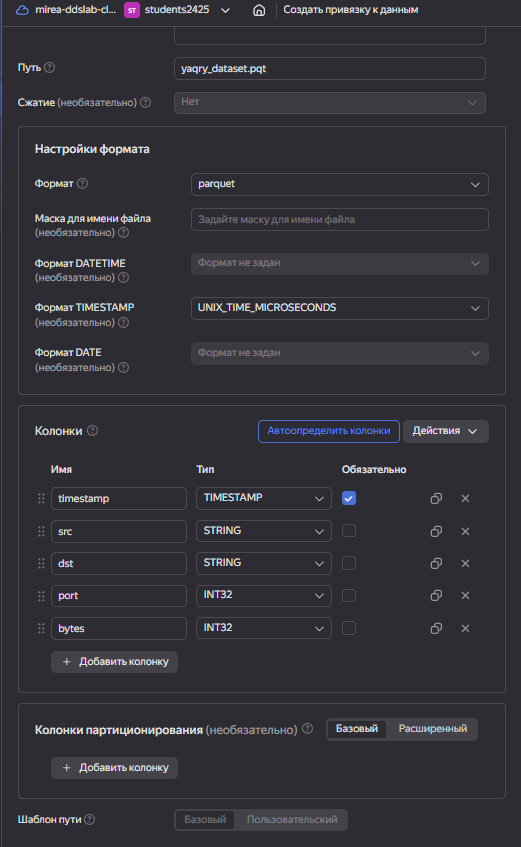 mirea-ddslab-cl... ST students2425 Создать привязку к данным
Путь yaqry_dataset.pqt
Сжатие (необязательно) Нет
Настройки формата
Формат parquet
Маска для имени файла
(необязательно) Задайте маску для имени файла
Формат DATETIME
(необязательно) Формат не задан
Формат TIMESTAMP
(необязательно) UNIX_TIME_MICROSECONDS
Формат DATE
(необязательно) Формат не задан
Колонки Автоопределить колонки Действия
Имя Тип Обязательно
timestamp TIMESTAMP
src STRING
dst STRING
port INT32
bytes INT32
+ Добавить колонку
Колонки партиционирования (необязательно) Базовый Расширенный
+ Добавить колонку
Шаблон пути Базовый Пользовательский